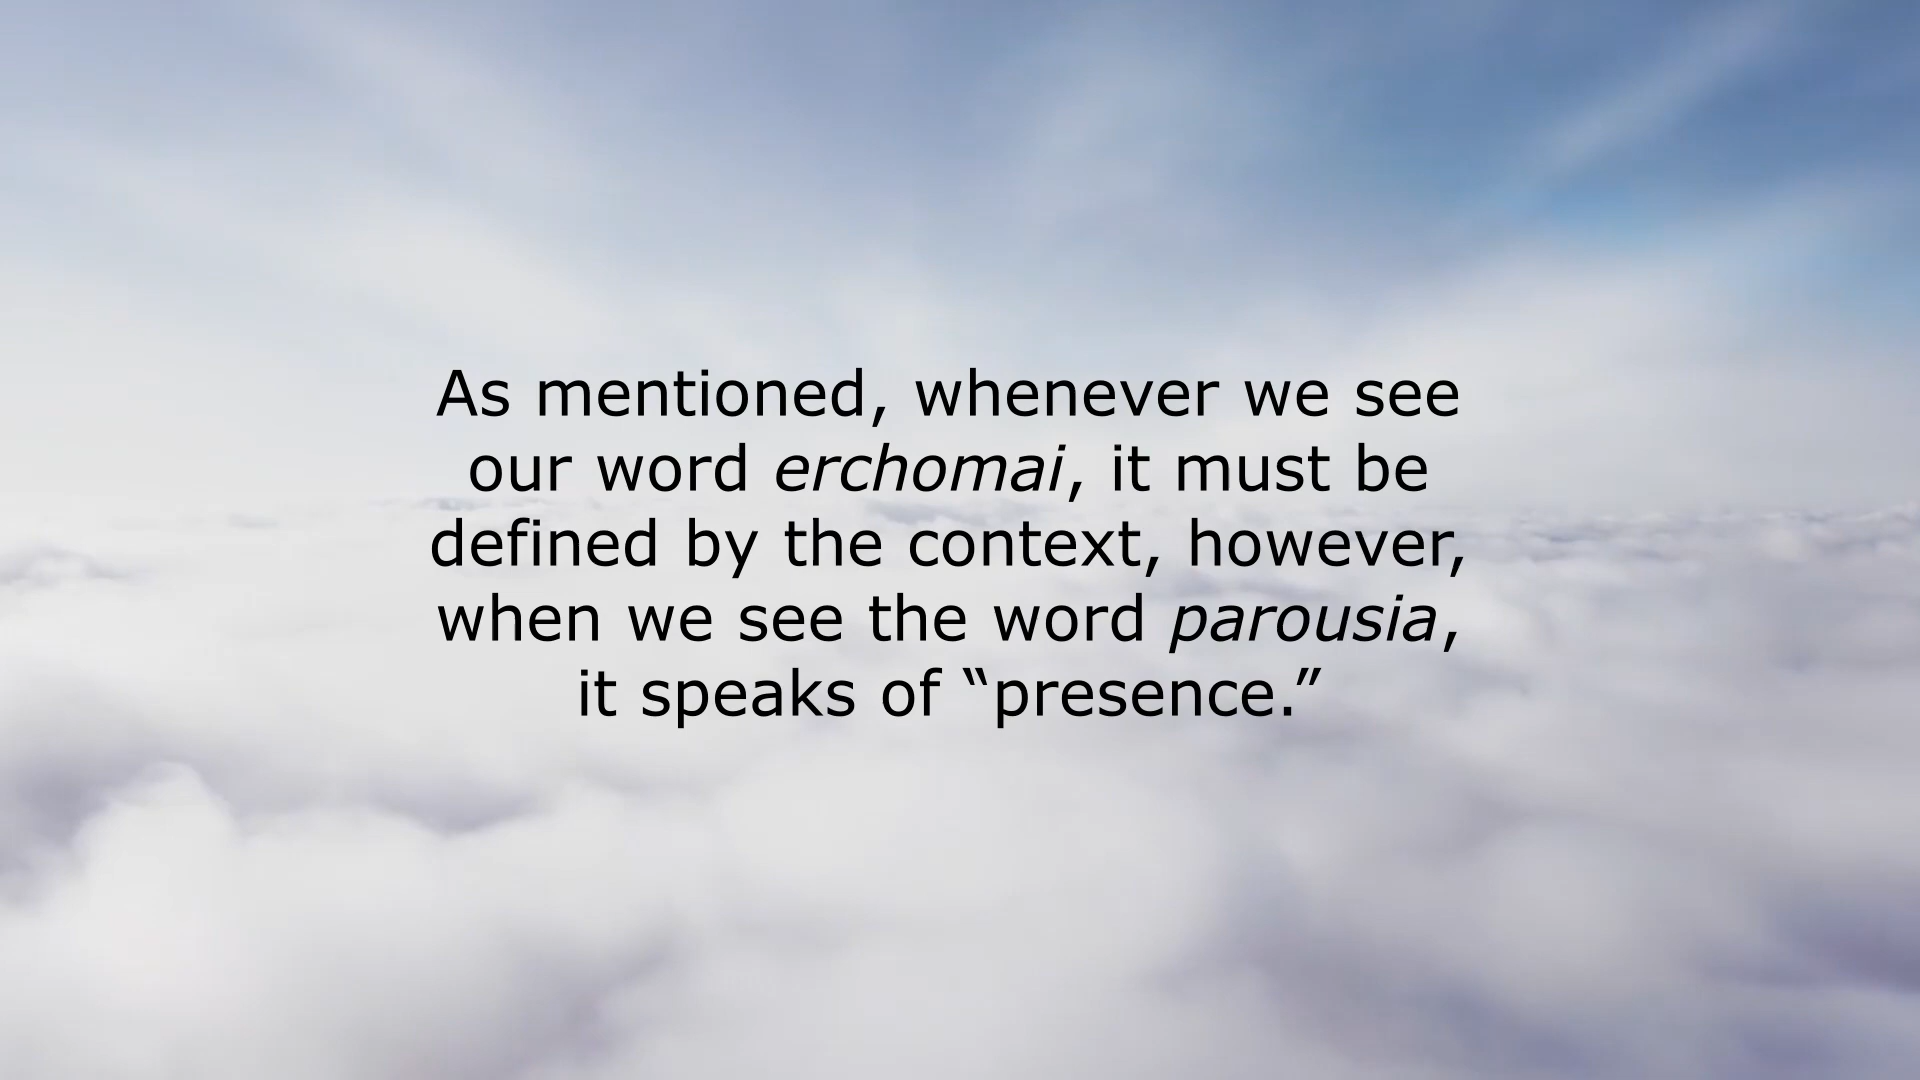 As mentioned, whenever we see
our word erchomai, it must be
defined by the context, however,
when we see the word parousia,
it speaks of “presence.”